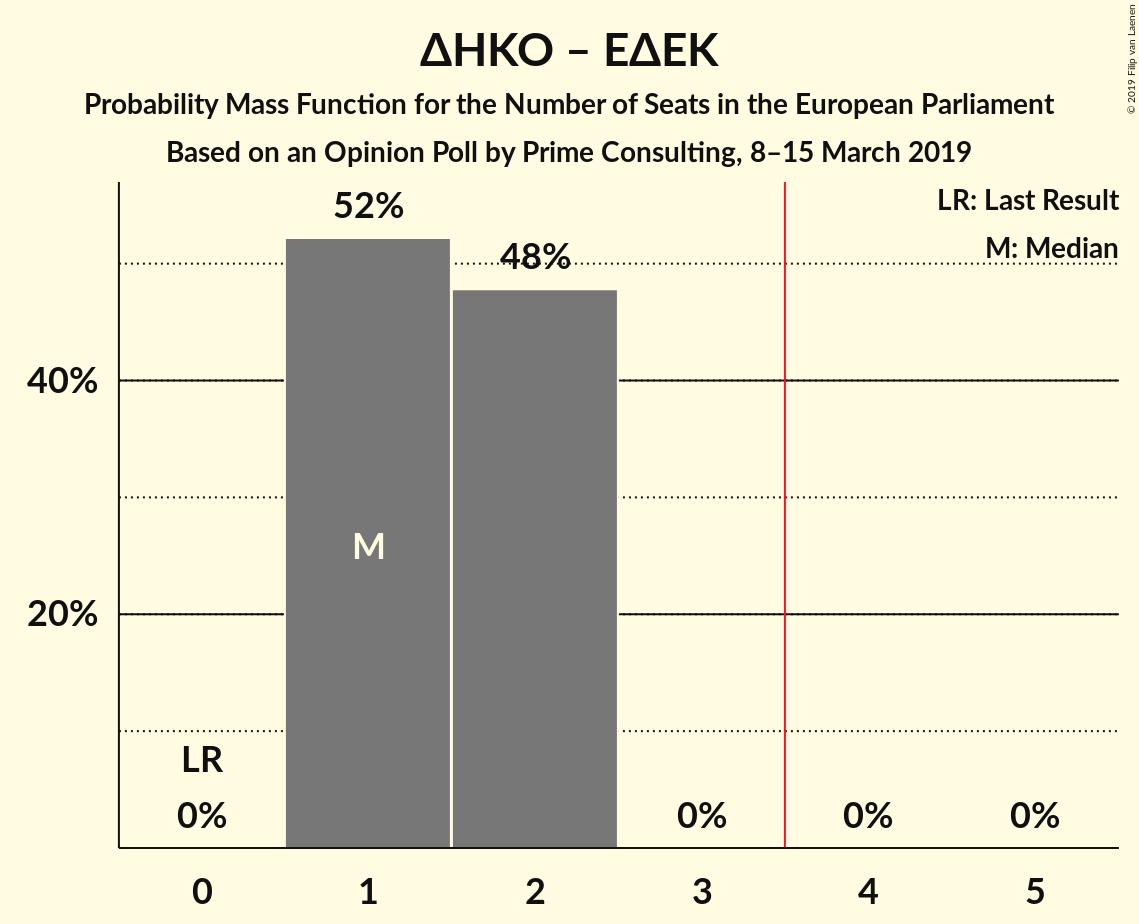 ΔΗΚΟ – ΕΔΕΚ
Probability Mass Function for the Number of Seats in the European Parliament
Based on an Opinion Poll by Prime Consulting, 8–15 March 2019
© 2019 Filip van Laenen
LR: Last Result
M: Median
52%
48%
40%
M
20%
LR
0%
0%
0%
0%
0 1 2 3 4 5